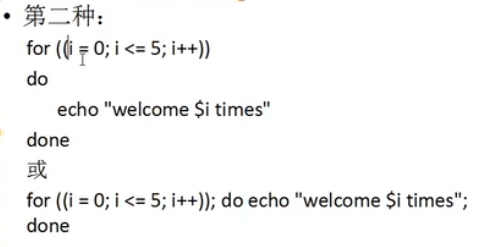 • 第二种：
for ((i = 0; i <= 5; i++))
do
echo "welcome $i times"
done
或
for ((i = 0; i <= 5; i++)); do echo "welcome $i times";
done